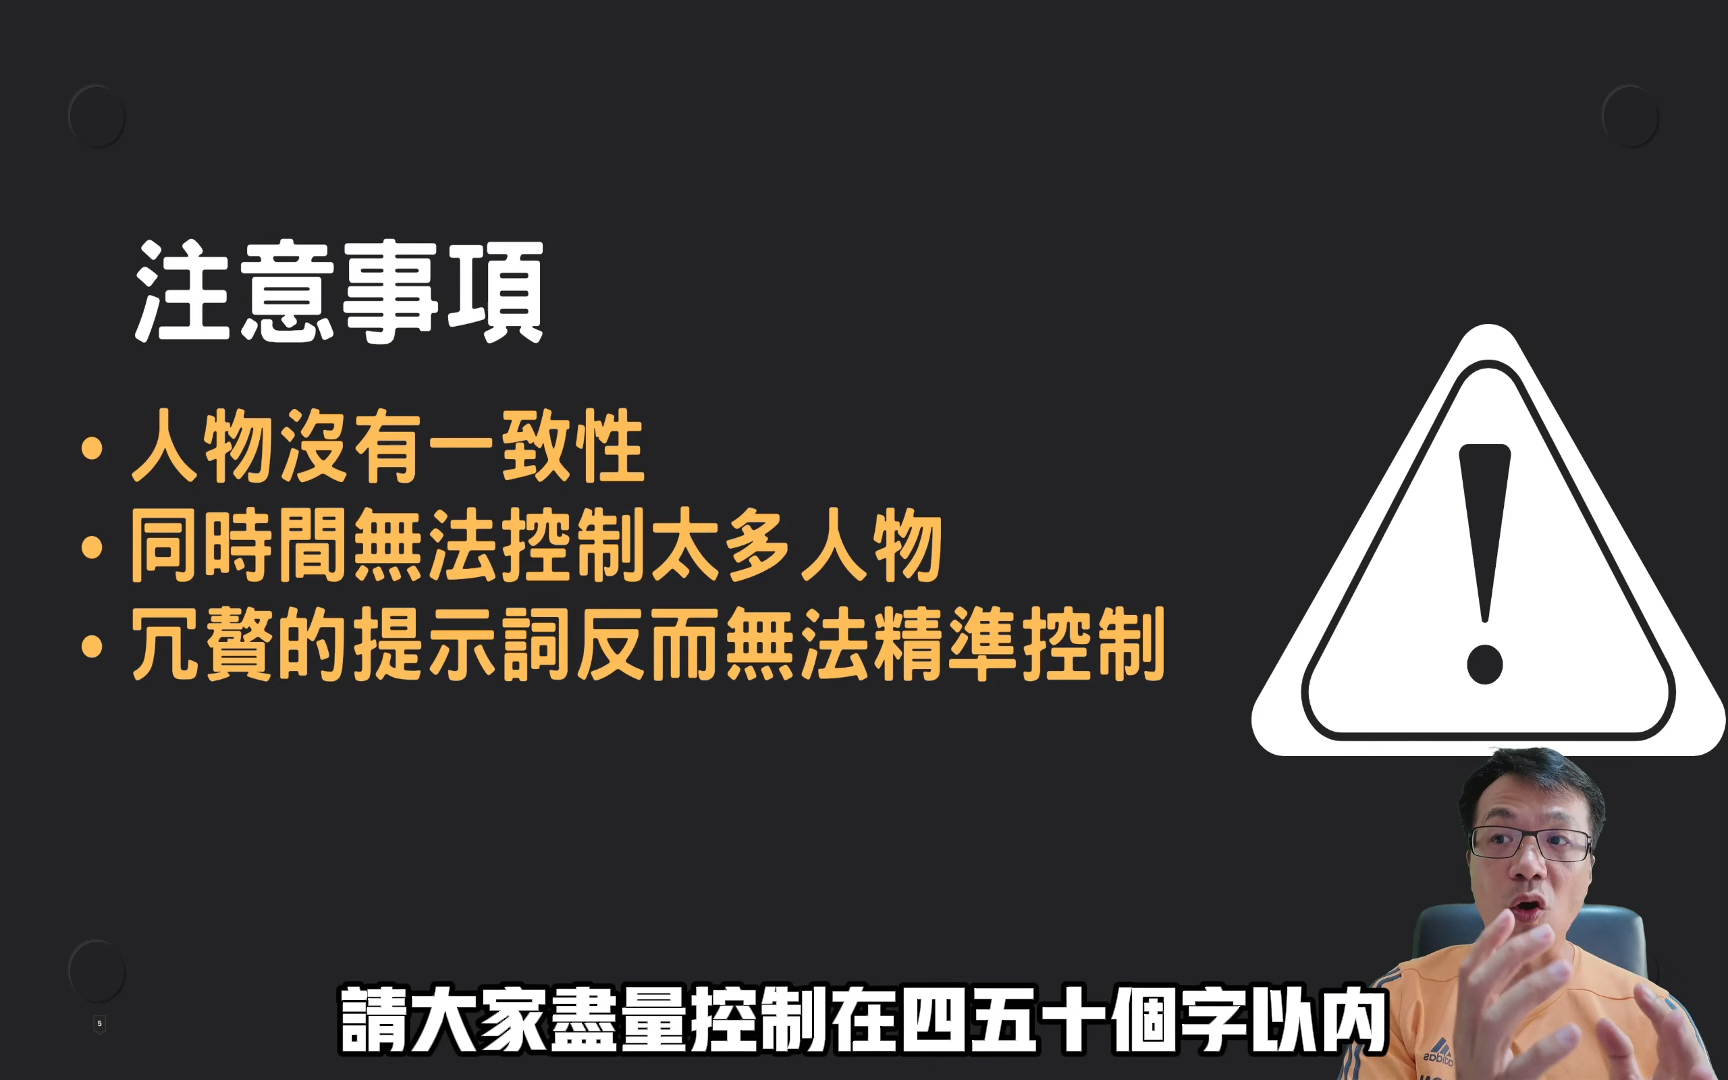 注意事項
• 人物沒有一致性
• 同時間無法控制太多人物
• 冗贅的提示詞反而無法精準控制
5
請大家盡量控制在四五十個字以內
adidas